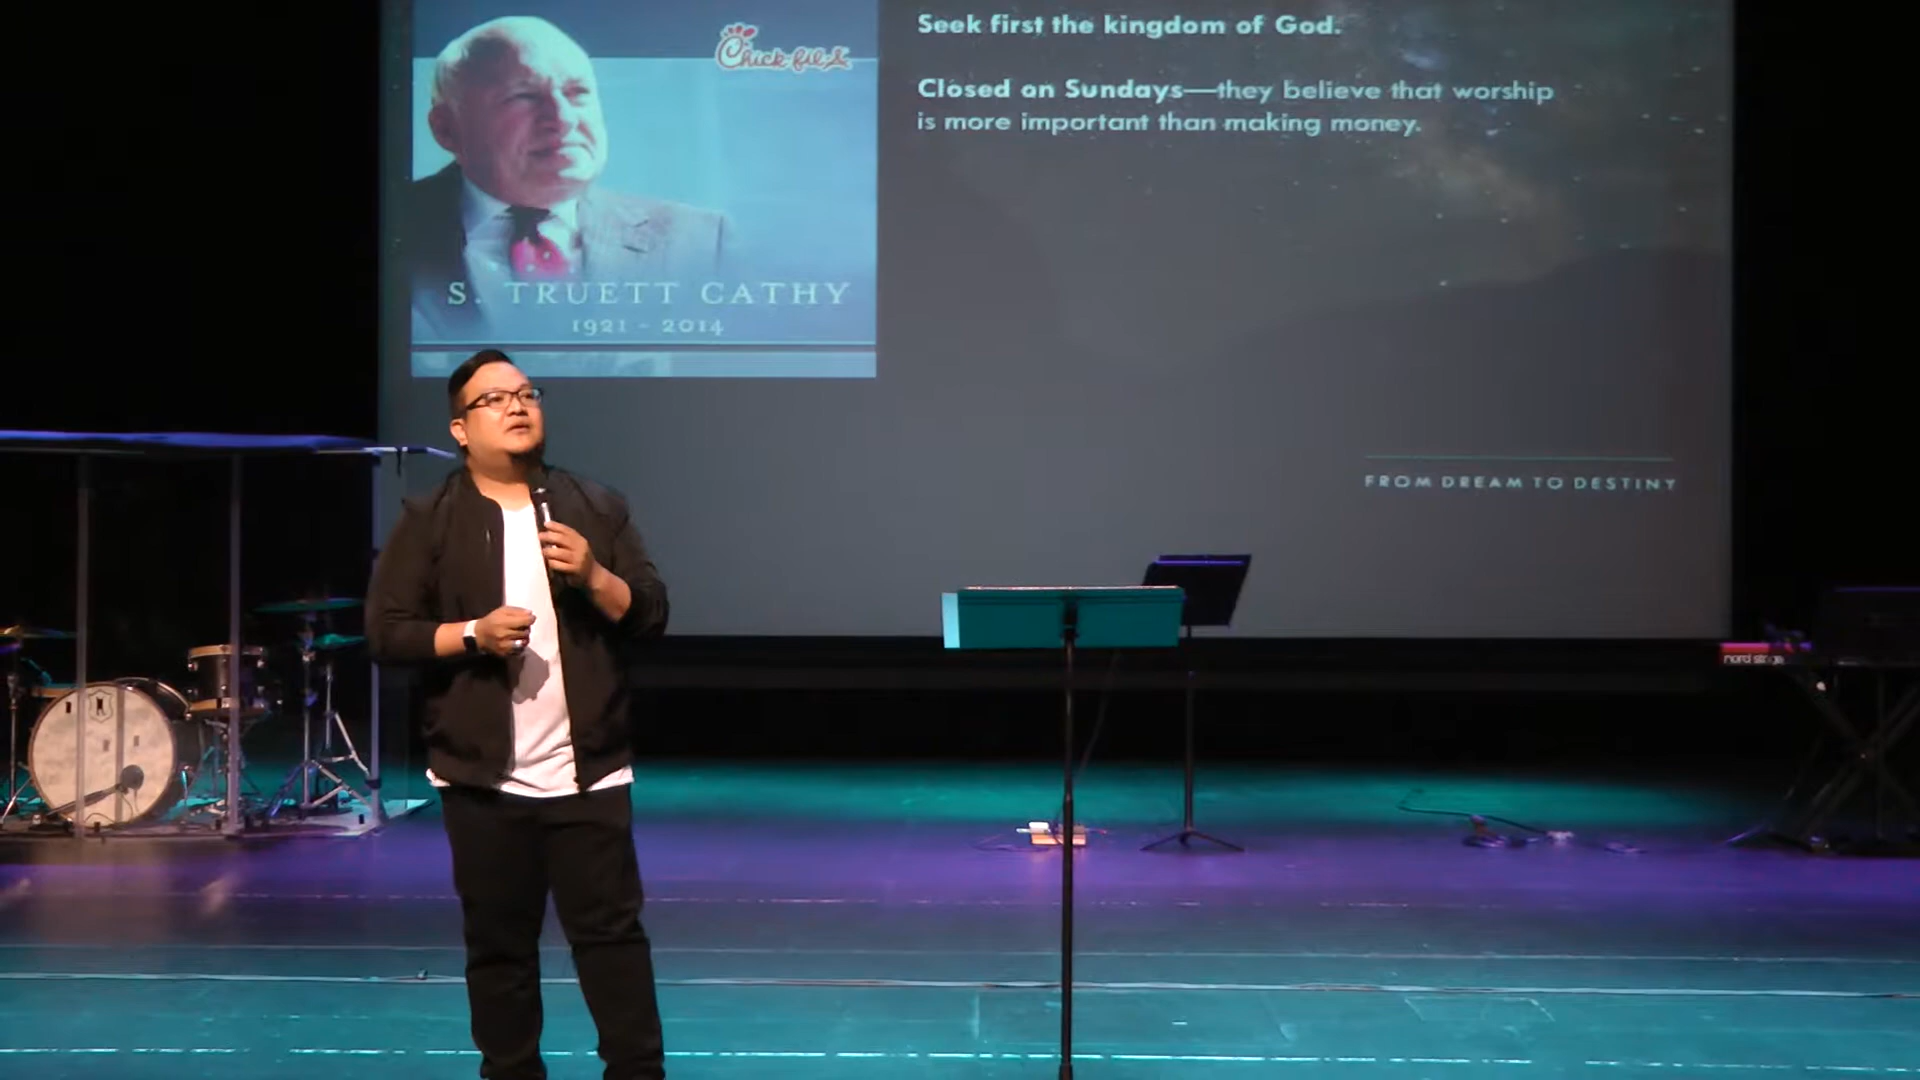 Chick-fil-A
S. TRUETT CATHY
1921 - 2014
Seek first the kingdom of God.
Closed on Sundays—they believe that worship
is more important than making money.
FROM DREAM TO DESTINY
nord stage